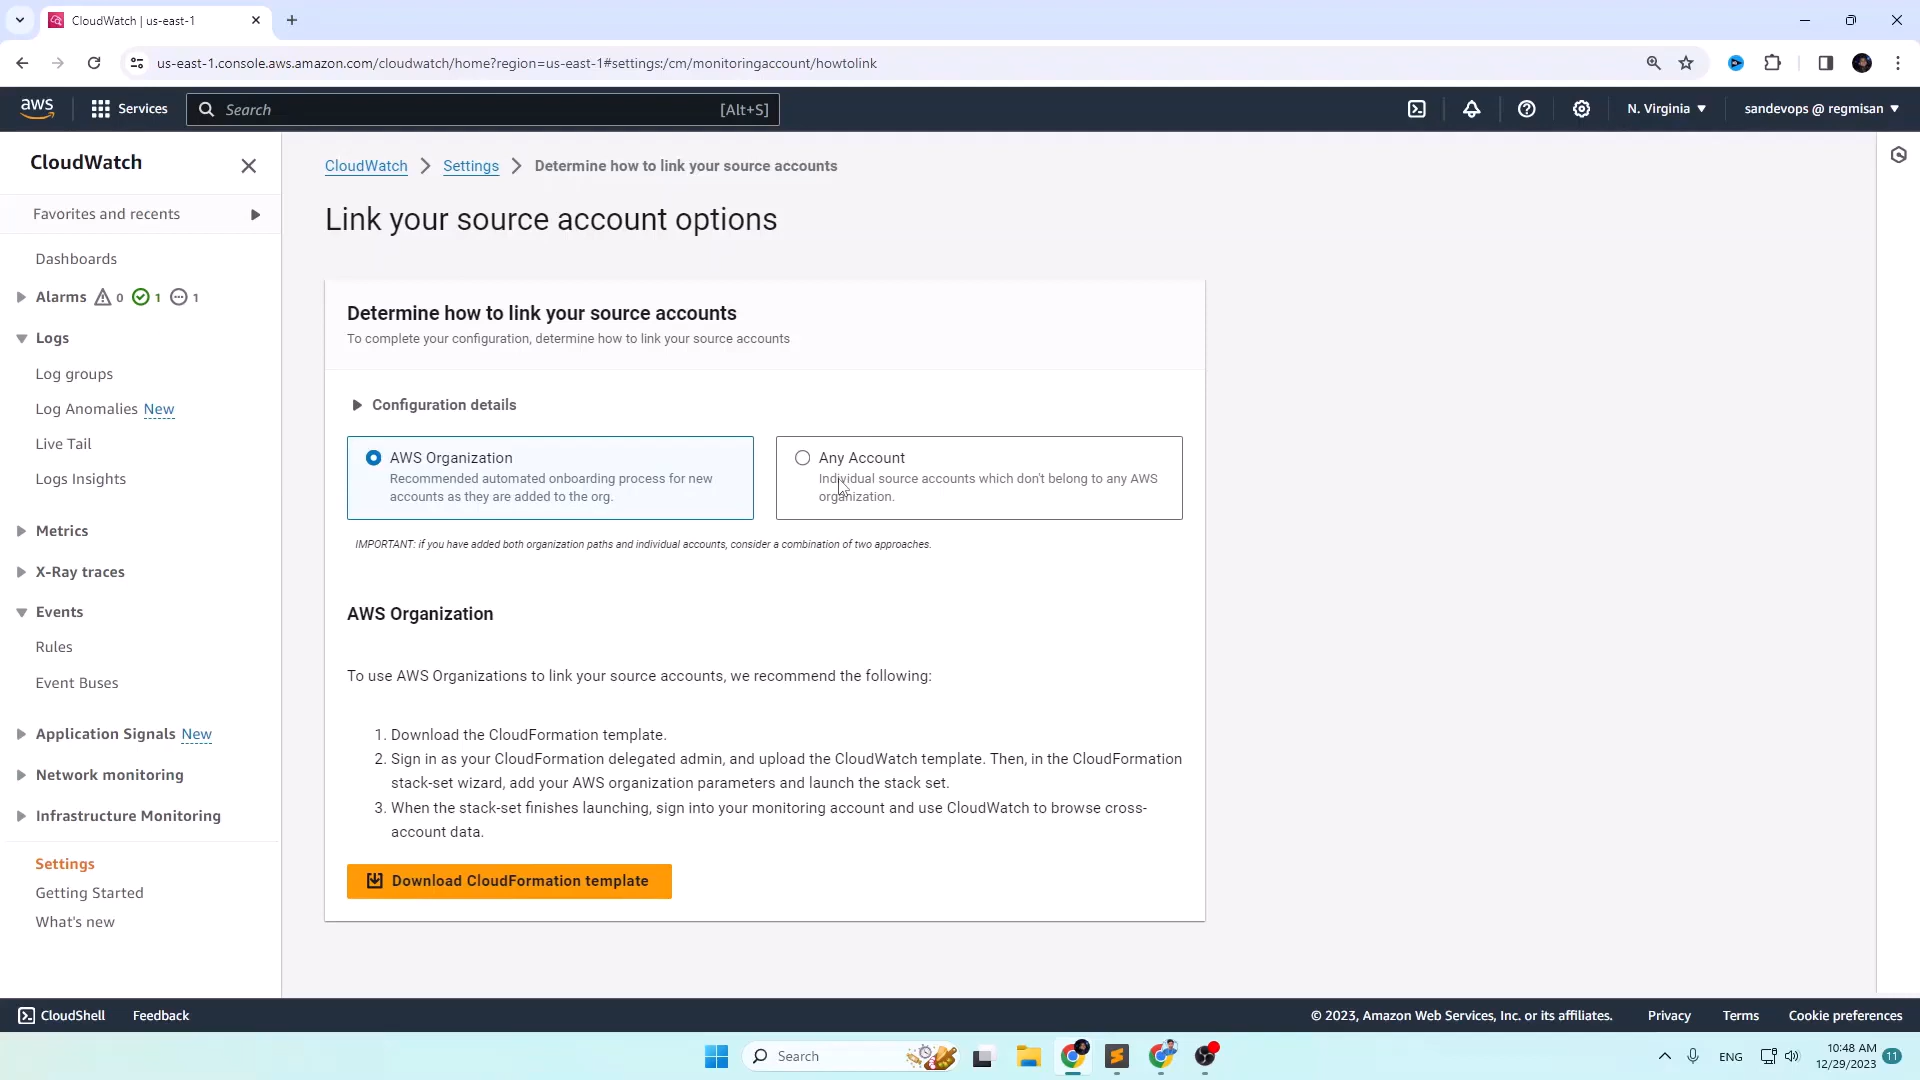 CloudWatch | us-east-1
us-east-1.console.aws.amazon.com/cloudwatch/home?region=us-east-1#settings:/cm/monitoringaccount/howtolink
aws
Services
Search
[Alt+S]
N. Virginia
sandevops @ regmisan
CloudWatch
Favorites and recents
Dashboards
Alarms 0 1 1
Logs
Log groups
Log Anomalies New
Live Tail
Logs Insights
Metrics
X-Ray traces
Events
Rules
Event Buses
Application Signals New
Network monitoring
Infrastructure Monitoring
Settings
Getting Started
What's new
CloudWatch Settings Determine how to link your source accounts
Link your source account options
Determine how to link your source accounts
To complete your configuration, determine how to link your source accounts
Configuration details
AWS Organization
Recommended automated onboarding process for new
accounts as they are added to the org.
Any Account
Individual source accounts which don't belong to any AWS
organization.
IMPORTANT: if you have added both organization paths and individual accounts, consider a combination of two approaches.
AWS Organization
To use AWS Organizations to link your source accounts, we recommend the following:
1. Download the CloudFormation template.
2. Sign in as your CloudFormation delegated admin, and upload the CloudWatch template. Then, in the CloudFormation
stack-set wizard, add your AWS organization parameters and launch the stack set.
3. When the stack-set finishes launching, sign into your monitoring account and use CloudWatch to browse cross-
account data.
Download CloudFormation template
CloudShell
Feedback
© 2023, Amazon Web Services, Inc. or its affiliates.
Privacy
Terms
Cookie preferences
Search
ENG
10:48 AM
12/29/2023
11